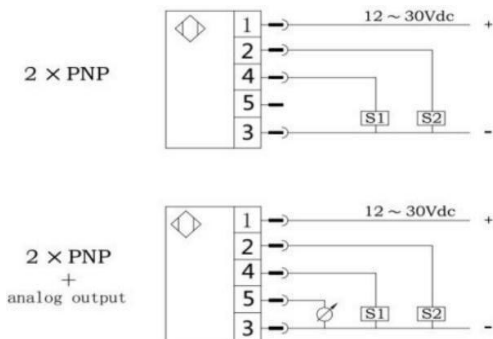 2 × PNP
1
2
4
5
3
12 ~ 30Vdc
+
S1
S2
-
2 × PNP
+
analog output
1
2
4
5
3
12 ~ 30Vdc
+
S1
S2
-